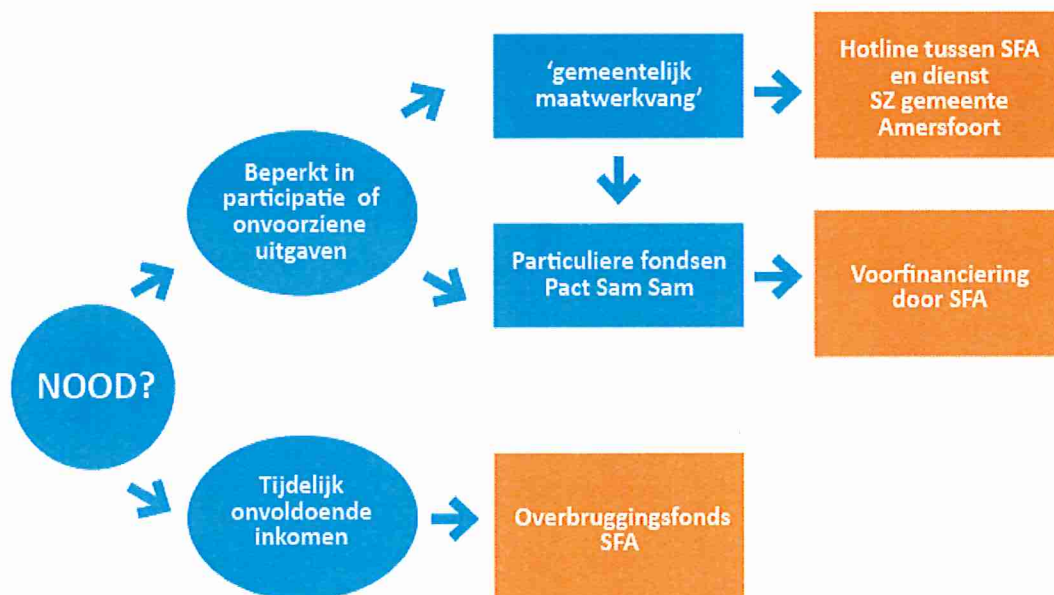 NOOD?
Beperkt in
participatie of
onvoorziene
uitgaven
‘gemeentelijk
maatwerkvang’
Hotline tussen SFA
en dienst
SZ gemeente
Amersfoort
Particuliere fondsen
Pact Sam Sam
Voorfinanciering
door SFA
Tijdelijk
onvoldoende
inkomen
Overbruggingsfonds
SFA